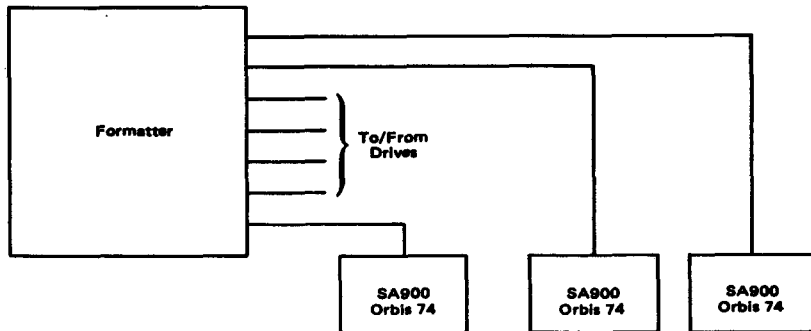 Formatter
To/From
Drives
SA900
Orbis 74
SA900
Orbis 74
SA900
Orbis 74